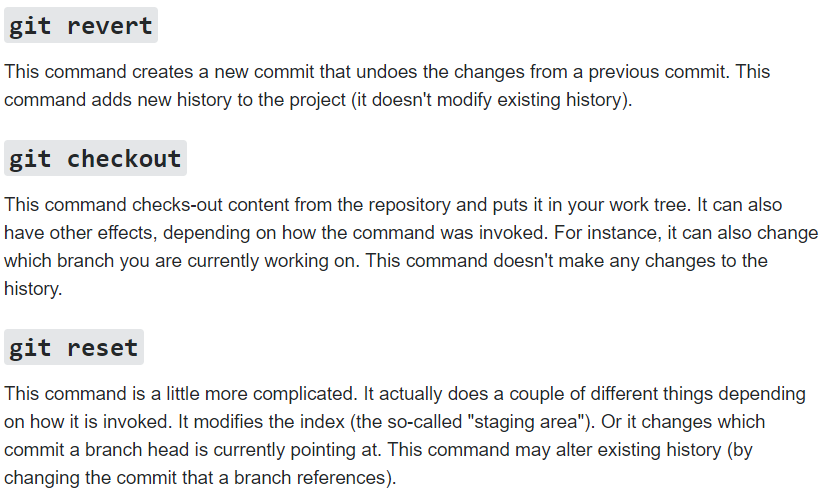 git revert
This command creates a new commit that undoes the changes from a previous commit. This
command adds new history to the project (it doesn't modify existing history).
git checkout
This command checks-out content from the repository and puts it in your work tree. It can also
have other effects, depending on how the command was invoked. For instance, it can also change
which branch you are currently working on. This command doesn't make any changes to the
history.
git reset
This command is a little more complicated. It actually does a couple of different things depending
on how it is invoked. It modifies the index (the so-called "staging area"). Or it changes which
commit a branch head is currently pointing at. This command may alter existing history (by
changing the commit that a branch references).